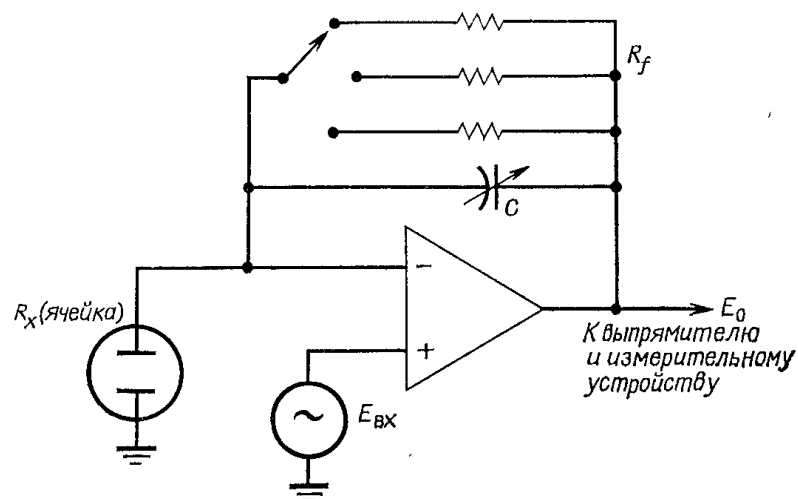 R_f
C
R_x (ячейка)
−
+
E_вх
E_0
К выпрямителю
и измерительному
устройству